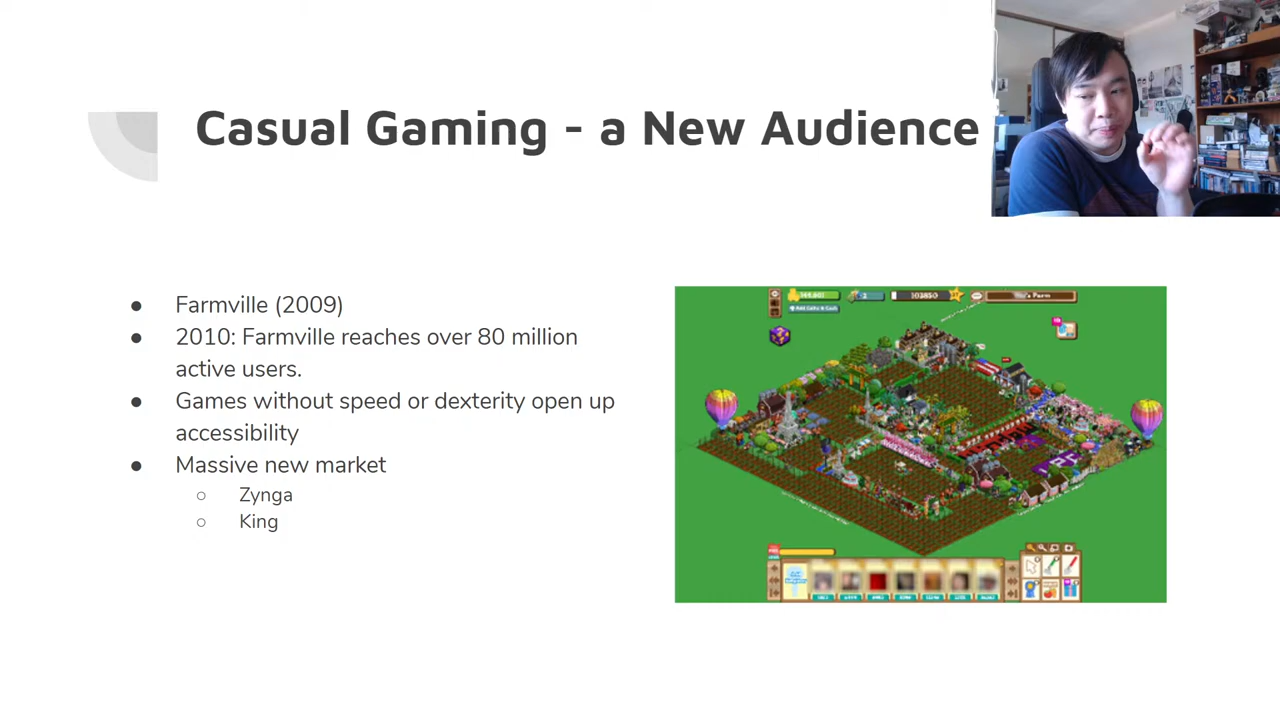 Casual Gaming - a New Audience
● Farmville (2009)
● 2010: Farmville reaches over 80 million
active users.
● Games without speed or dexterity open up
accessibility
● Massive new market
○ Zynga
○ King